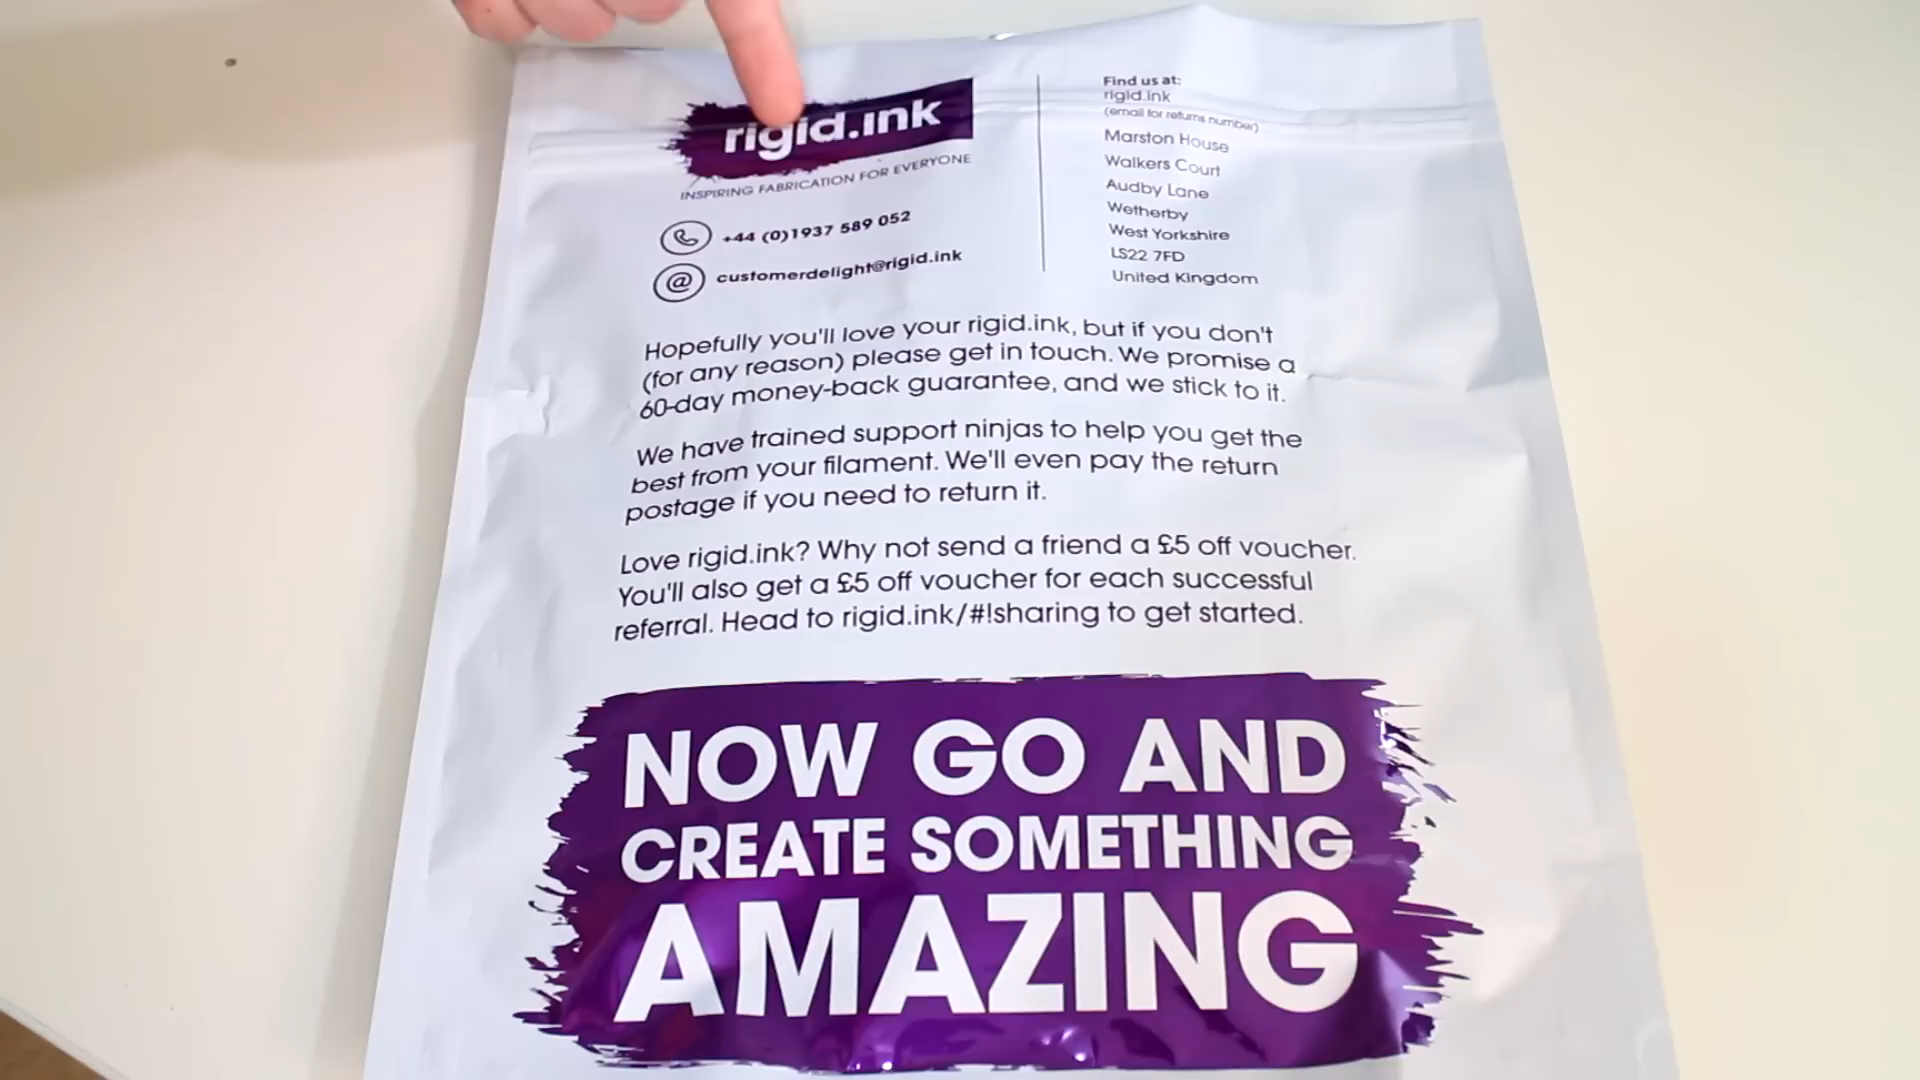 rigid.ink
INSPIRING FABRICATION FOR EVERYONE
+44 (0)1937 589 052
@ customerdelight@rigid.ink
Find us at:
rigid.ink
(email for returns number)
Marston House
Walkers Court
Audby Lane
Wetherby
West Yorkshire
LS22 7FD
United Kingdom
Hopefully you'll love your rigid.ink, but if you don't
(for any reason) please get in touch. We promise a
60-day money-back guarantee, and we stick to it.
We have trained support ninjas to help you get the
best from your filament. We'll even pay the return
postage if you need to return it.
Love rigid.ink? Why not send a friend a £5 off voucher.
You'll also get a £5 off voucher for each successful
referral. Head to rigid.ink/#!sharing to get started.
NOW GO AND
CREATE SOMETHING
AMAZING